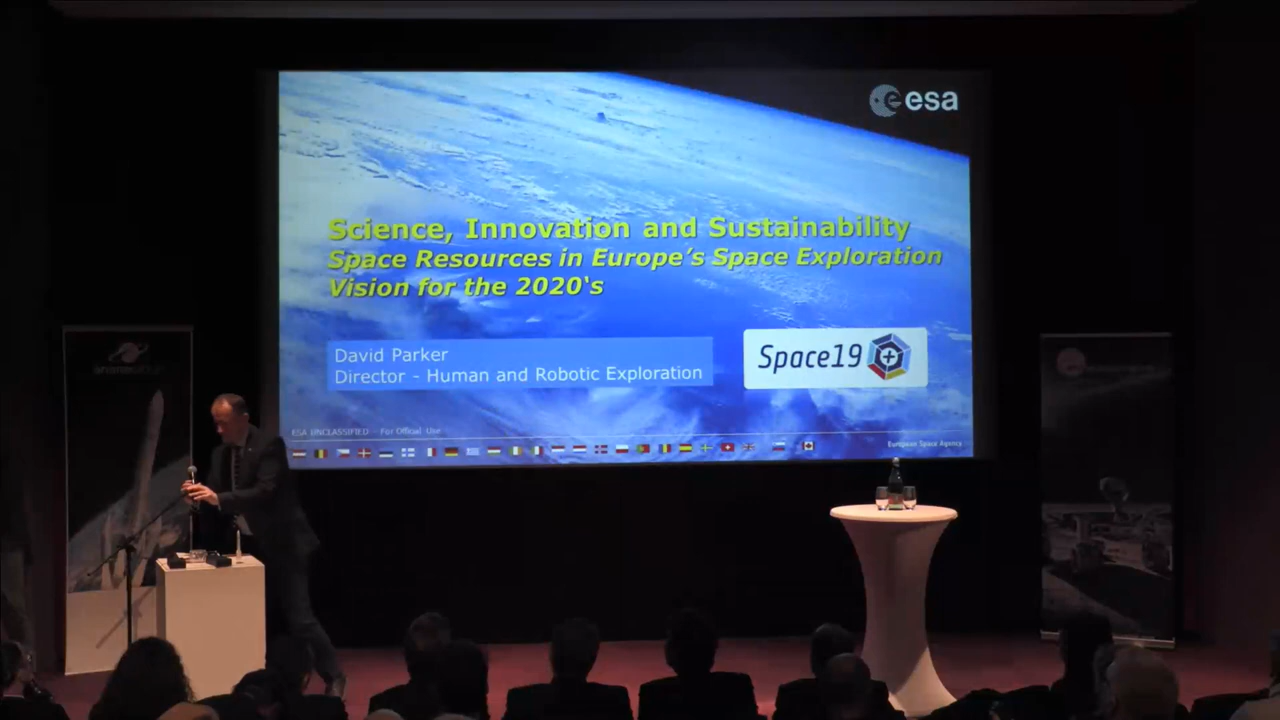 esa
Science, Innovation and Sustainability
Space Resources in Europe’s Space Exploration
Vision for the 2020‘s
David Parker
Director - Human and Robotic Exploration
Space19
ESA UNCLASSIFIED - For Official Use
European Space Agency